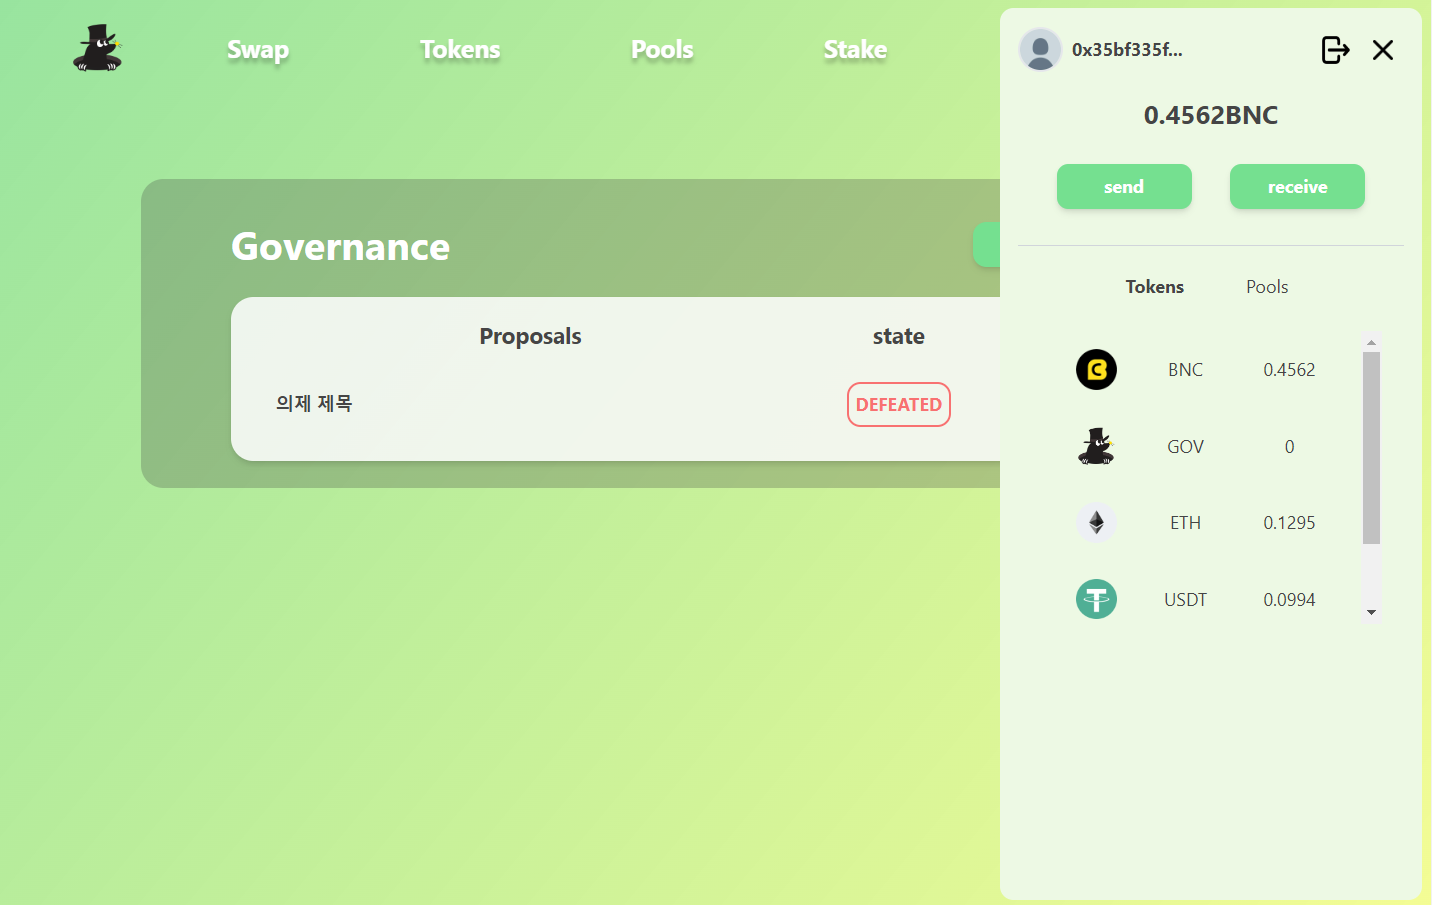 Swap Tokens Pools Stake
0x35bf335f...
0.4562BNC
send receive
Governance
Proposals state
의제 제목 DEFEATED
Tokens Pools
BNC 0.4562
GOV 0
ETH 0.1295
USDT 0.0994